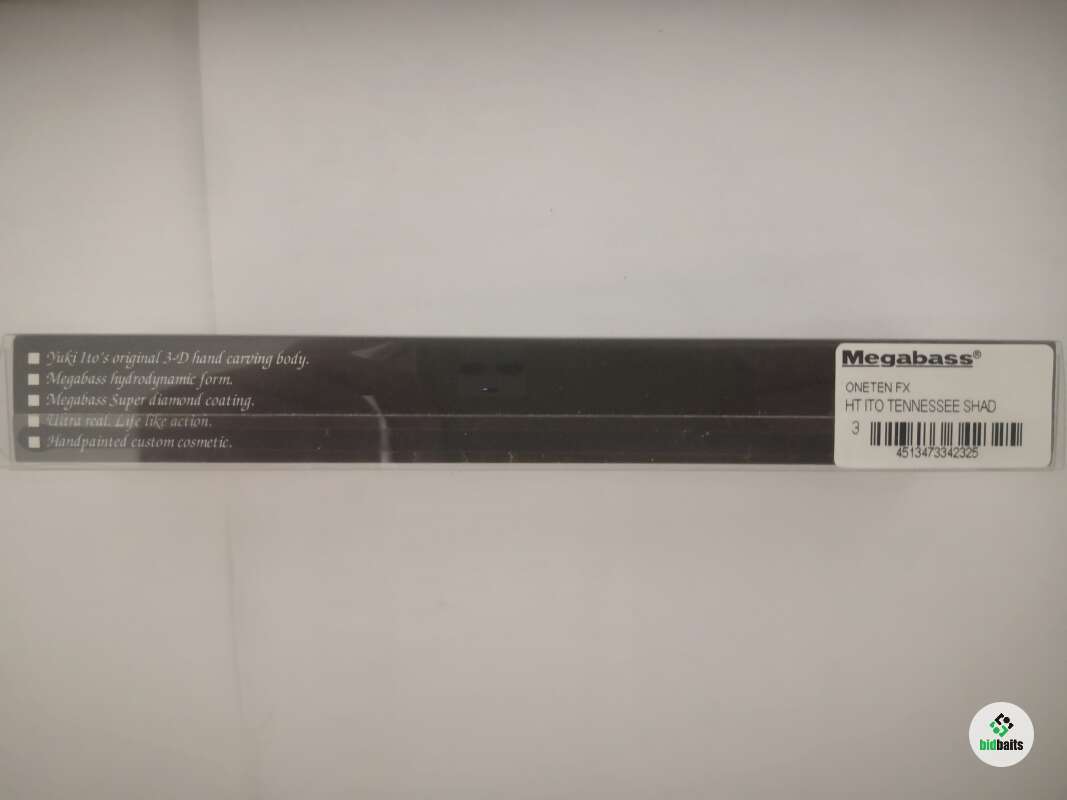 ■ Yuki Ito's original 3-D hand carving body.
■ Megabass hydrodynamic form.
■ Megabass Super diamond coating.
■ Ultra real. Life like action.
■ Handpainted custom cosmetic.
Megabass®
ONETEN FX
HT ITO TENNESSEE SHAD
3
4513473342325
bidbaits